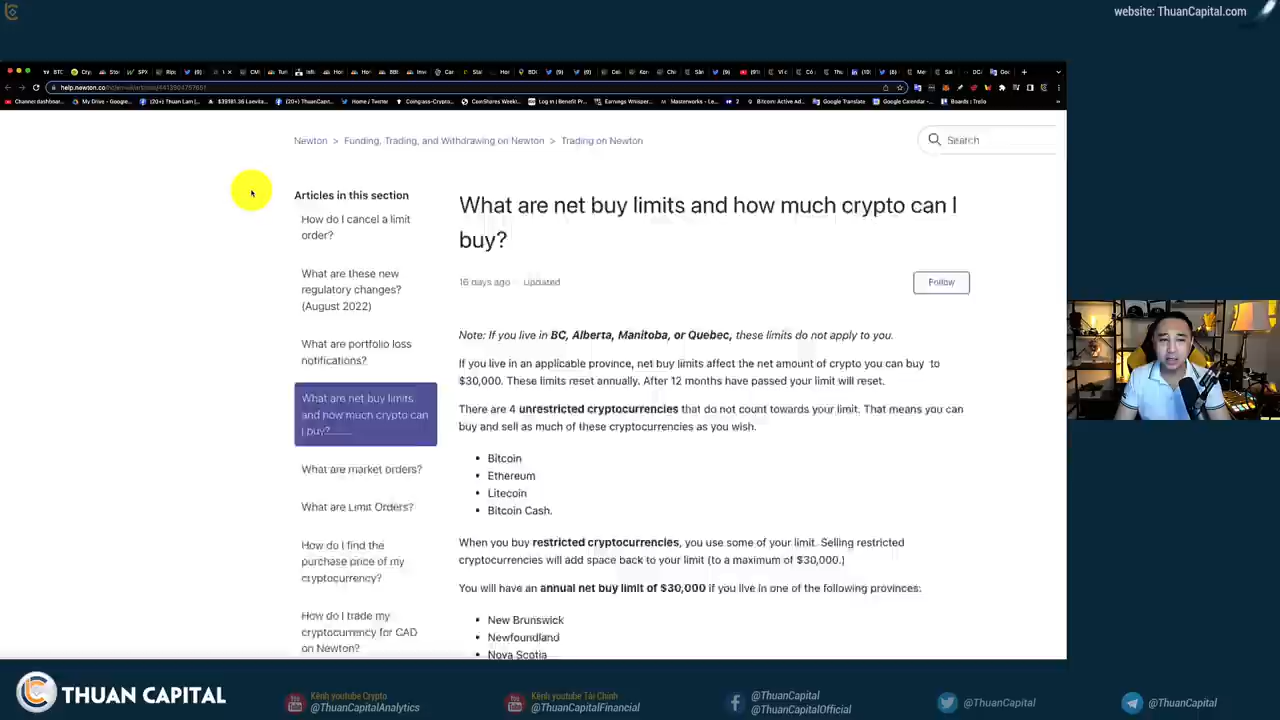 website: ThuanCapital.com
help.newton.co
Newton > Funding, Trading, and Withdrawing on Newton > Trading on Newton
Search
Articles in this section
How do I cancel a limit
order?
What are these new
regulatory changes?
(August 2022)
What are portfolio loss
notifications?
What are net buy limits
and how much crypto can
I buy?
What are market orders?
What are Limit Orders?
How do I find the
purchase price of my
cryptocurrency?
How do I trade my
cryptocurrency for CAD
on Newton?
What are net buy limits and how much crypto can I
buy?
16 days ago Updated
Follow
Note: If you live in BC, Alberta, Manitoba, or Quebec, these limits do not apply to you.
If you live in an applicable province, net buy limits affect the net amount of crypto you can buy to
$30,000. These limits reset annually. After 12 months have passed your limit will reset.
There are 4 unrestricted cryptocurrencies that do not count towards your limit. That means you can
buy and sell as much of these cryptocurrencies as you wish.
• Bitcoin
• Ethereum
• Litecoin
• Bitcoin Cash.
When you buy restricted cryptocurrencies, you use some of your limit. Selling restricted
cryptocurrencies will add space back to your limit (to a maximum of $30,000.)
You will have an annual net buy limit of $30,000 if you live in one of the following provinces:
• New Brunswick
• Newfoundland
• Nova Scotia
THUAN CAPITAL
Kênh youtube Crypto
@ThuanCapitalAnalytics
Kênh youtube Tài Chính
@ThuanCapitalFinancial
@ThuanCapital
@ThuanCapitalOfficial
@ThuanCapital
@ThuanCapital